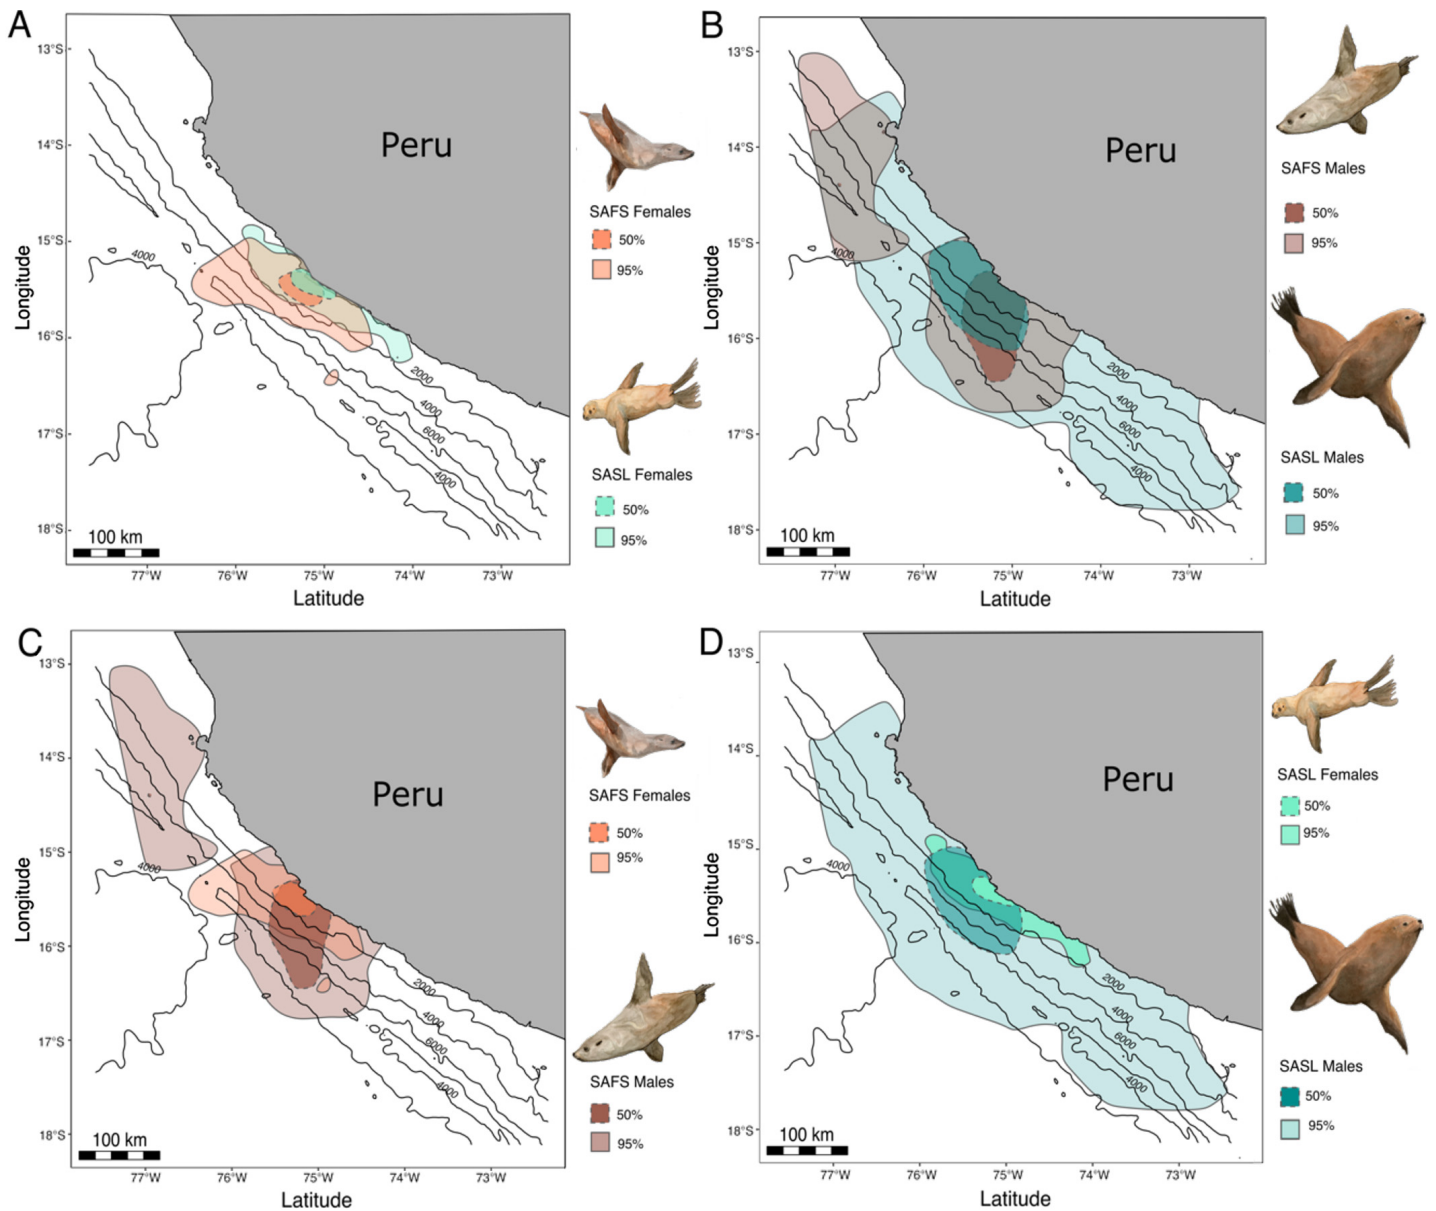 A
13°S
14°S
15°S
16°S
17°S
18°S
Longitude
Peru
4000
2000
4000
6000
4000
100 km
77°W
76°W
75°W
74°W
73°W
Latitude
SAFS Females
50%
95%
SASL Females
50%
95%
B
13°S
14°S
15°S
16°S
17°S
18°S
Longitude
Peru
4000
2000
4000
6000
4000
100 km
77°W
76°W
75°W
74°W
73°W
Latitude
SAFS Males
50%
95%
SASL Males
50%
95%
C
13°S
14°S
15°S
16°S
17°S
18°S
Longitude
Peru
4000
2000
4000
6000
4000
100 km
77°W
76°W
75°W
74°W
73°W
Latitude
SAFS Females
50%
95%
SAFS Males
50%
95%
D
13°S
14°S
15°S
16°S
17°S
18°S
Longitude
Peru
4000
2000
4000
6000
4000
100 km
76°W
77°W
75°W
74°W
73°W
Latitude
SASL Females
50%
95%
SASL Males
50%
95%